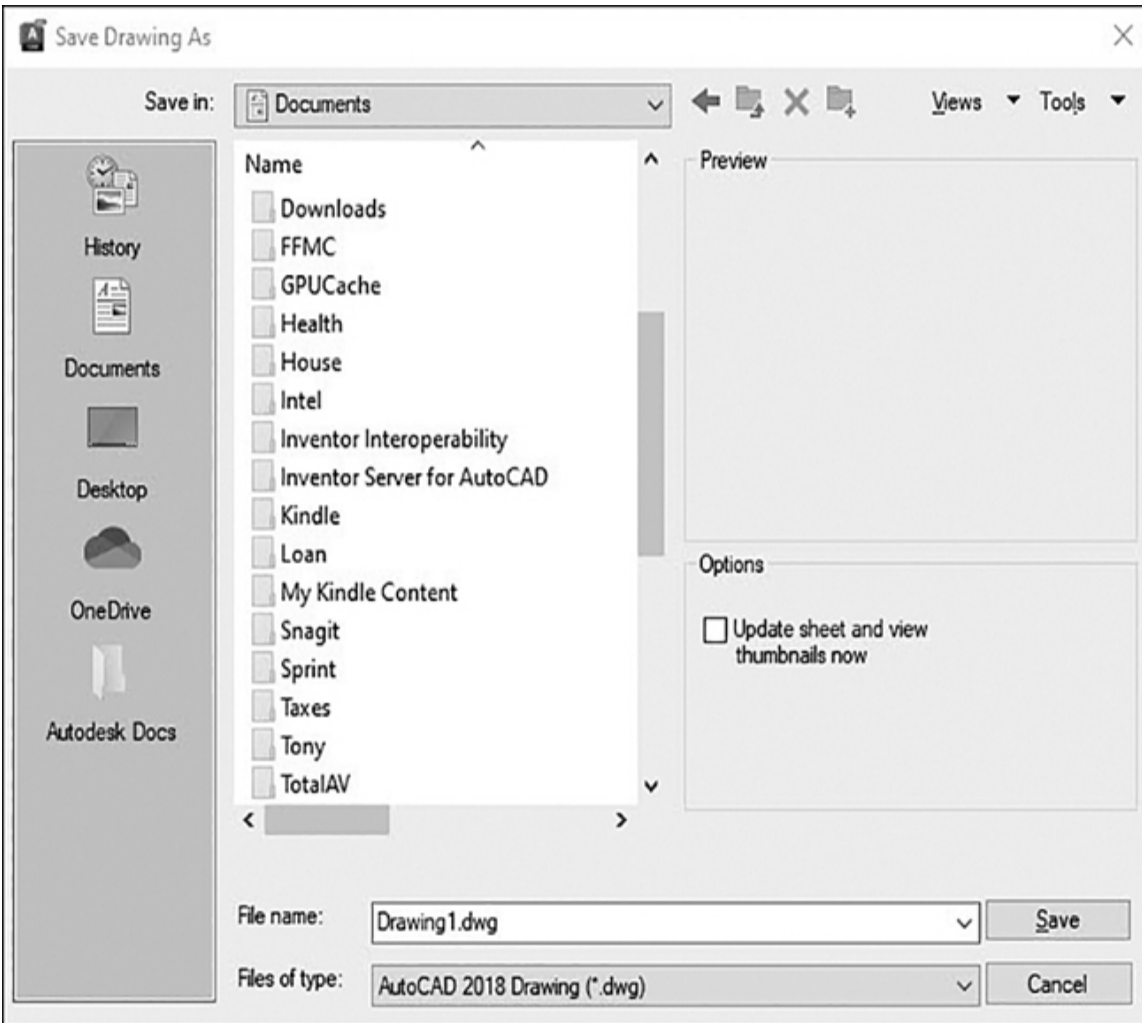 Save Drawing As
Save in:
Documents
Views
Tools
History
Documents
Desktop
OneDrive
Autodesk Docs
Name
Downloads
FFMC
GPUCache
Health
House
Intel
Inventor Interoperability
Inventor Server for AutoCAD
Kindle
Loan
My Kindle Content
Snagit
Sprint
Taxes
Tony
TotalAV
Preview
Options
Update sheet and view
thumbnails now
File name:
Drawing1.dwg
Save
Files of type:
AutoCAD 2018 Drawing (*.dwg)
Cancel